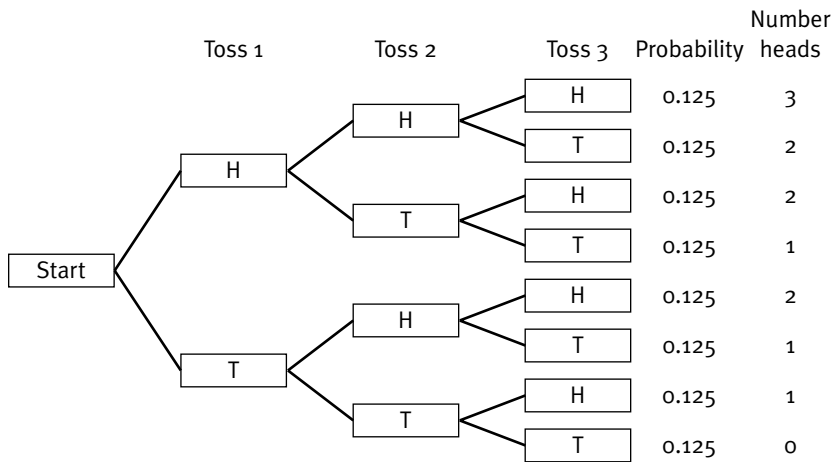 Number
Toss 1 Toss 2 Toss 3 Probability heads
H 0.125 3
H
T 0.125 2
H
H 0.125 2
T
T 0.125 1
Start
H 0.125 2
H
T 0.125 1
T
H 0.125 1
T
T 0.125 0